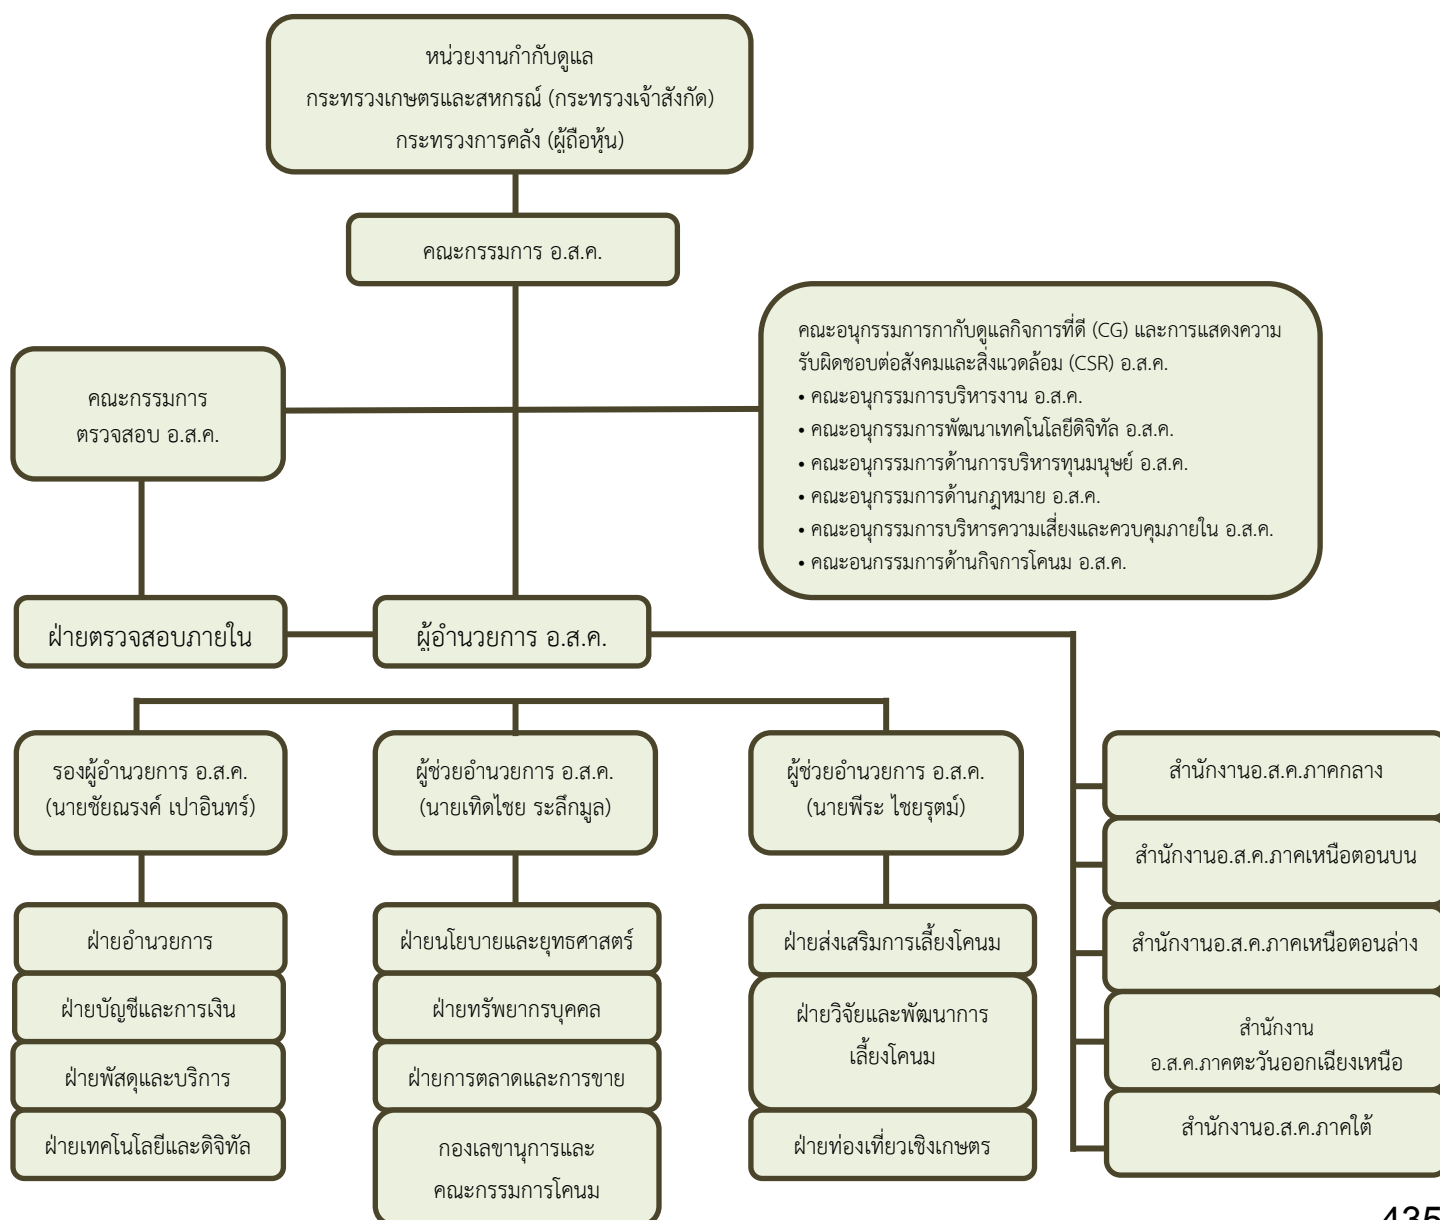 หน่วยงานกำกับดูแล
กระทรวงเกษตรและสหกรณ์ (กระทรวงเจ้าสังกัด)
กระทรวงการคลัง (ผู้ถือหุ้น)
คณะกรรมการ อ.ส.ค.
คณะอนุกรรมการกากับดูแลกิจการที่ดี (CG) และการแสดงความ
รับผิดชอบต่อสังคมและสิ่งแวดล้อม (CSR) อ.ส.ค.
• คณะอนุกรรมการบริหารงาน อ.ส.ค.
• คณะอนุกรรมการพัฒนาเทคโนโลยีดิจิทัล อ.ส.ค.
• คณะอนุกรรมการด้านการบริหารทุนมนุษย์ อ.ส.ค.
• คณะอนุกรรมการด้านกฎหมาย อ.ส.ค.
• คณะอนุกรรมการบริหารความเสี่ยงและควบคุมภายใน อ.ส.ค.
• คณะอนกรรมการด้านกิจการโคนม อ.ส.ค.
คณะกรรมการ
ตรวจสอบ อ.ส.ค.
ฝ่ายตรวจสอบภายใน
ผู้อำนวยการ อ.ส.ค.
รองผู้อำนวยการ อ.ส.ค.
(นายชัยณรงค์ เปาอินทร์)
ผู้ช่วยอำนวยการ อ.ส.ค.
(นายเทิดไชย ระลึกมูล)
ผู้ช่วยอำนวยการ อ.ส.ค.
(นายพีระ ไชยรุตม์)
ฝ่ายอำนวยการ
ฝ่ายบัญชีและการเงิน
ฝ่ายพัสดุและบริการ
ฝ่ายเทคโนโลยีและดิจิทัล
ฝ่ายนโยบายและยุทธศาสตร์
ฝ่ายทรัพยากรบุคคล
ฝ่ายการตลาดและการขาย
กองเลขานุการและ
คณะกรรมการโคนม
ฝ่ายส่งเสริมการเลี้ยงโคนม
ฝ่ายวิจัยและพัฒนาการ
เลี้ยงโคนม
ฝ่ายท่องเที่ยวเชิงเกษตร
สำนักงานอ.ส.ค.ภาคกลาง
สำนักงานอ.ส.ค.ภาคเหนือตอนบน
สำนักงานอ.ส.ค.ภาคเหนือตอนล่าง
สำนักงาน
อ.ส.ค.ภาคตะวันออกเฉียงเหนือ
สำนักงานอ.ส.ค.ภาคใต้
435